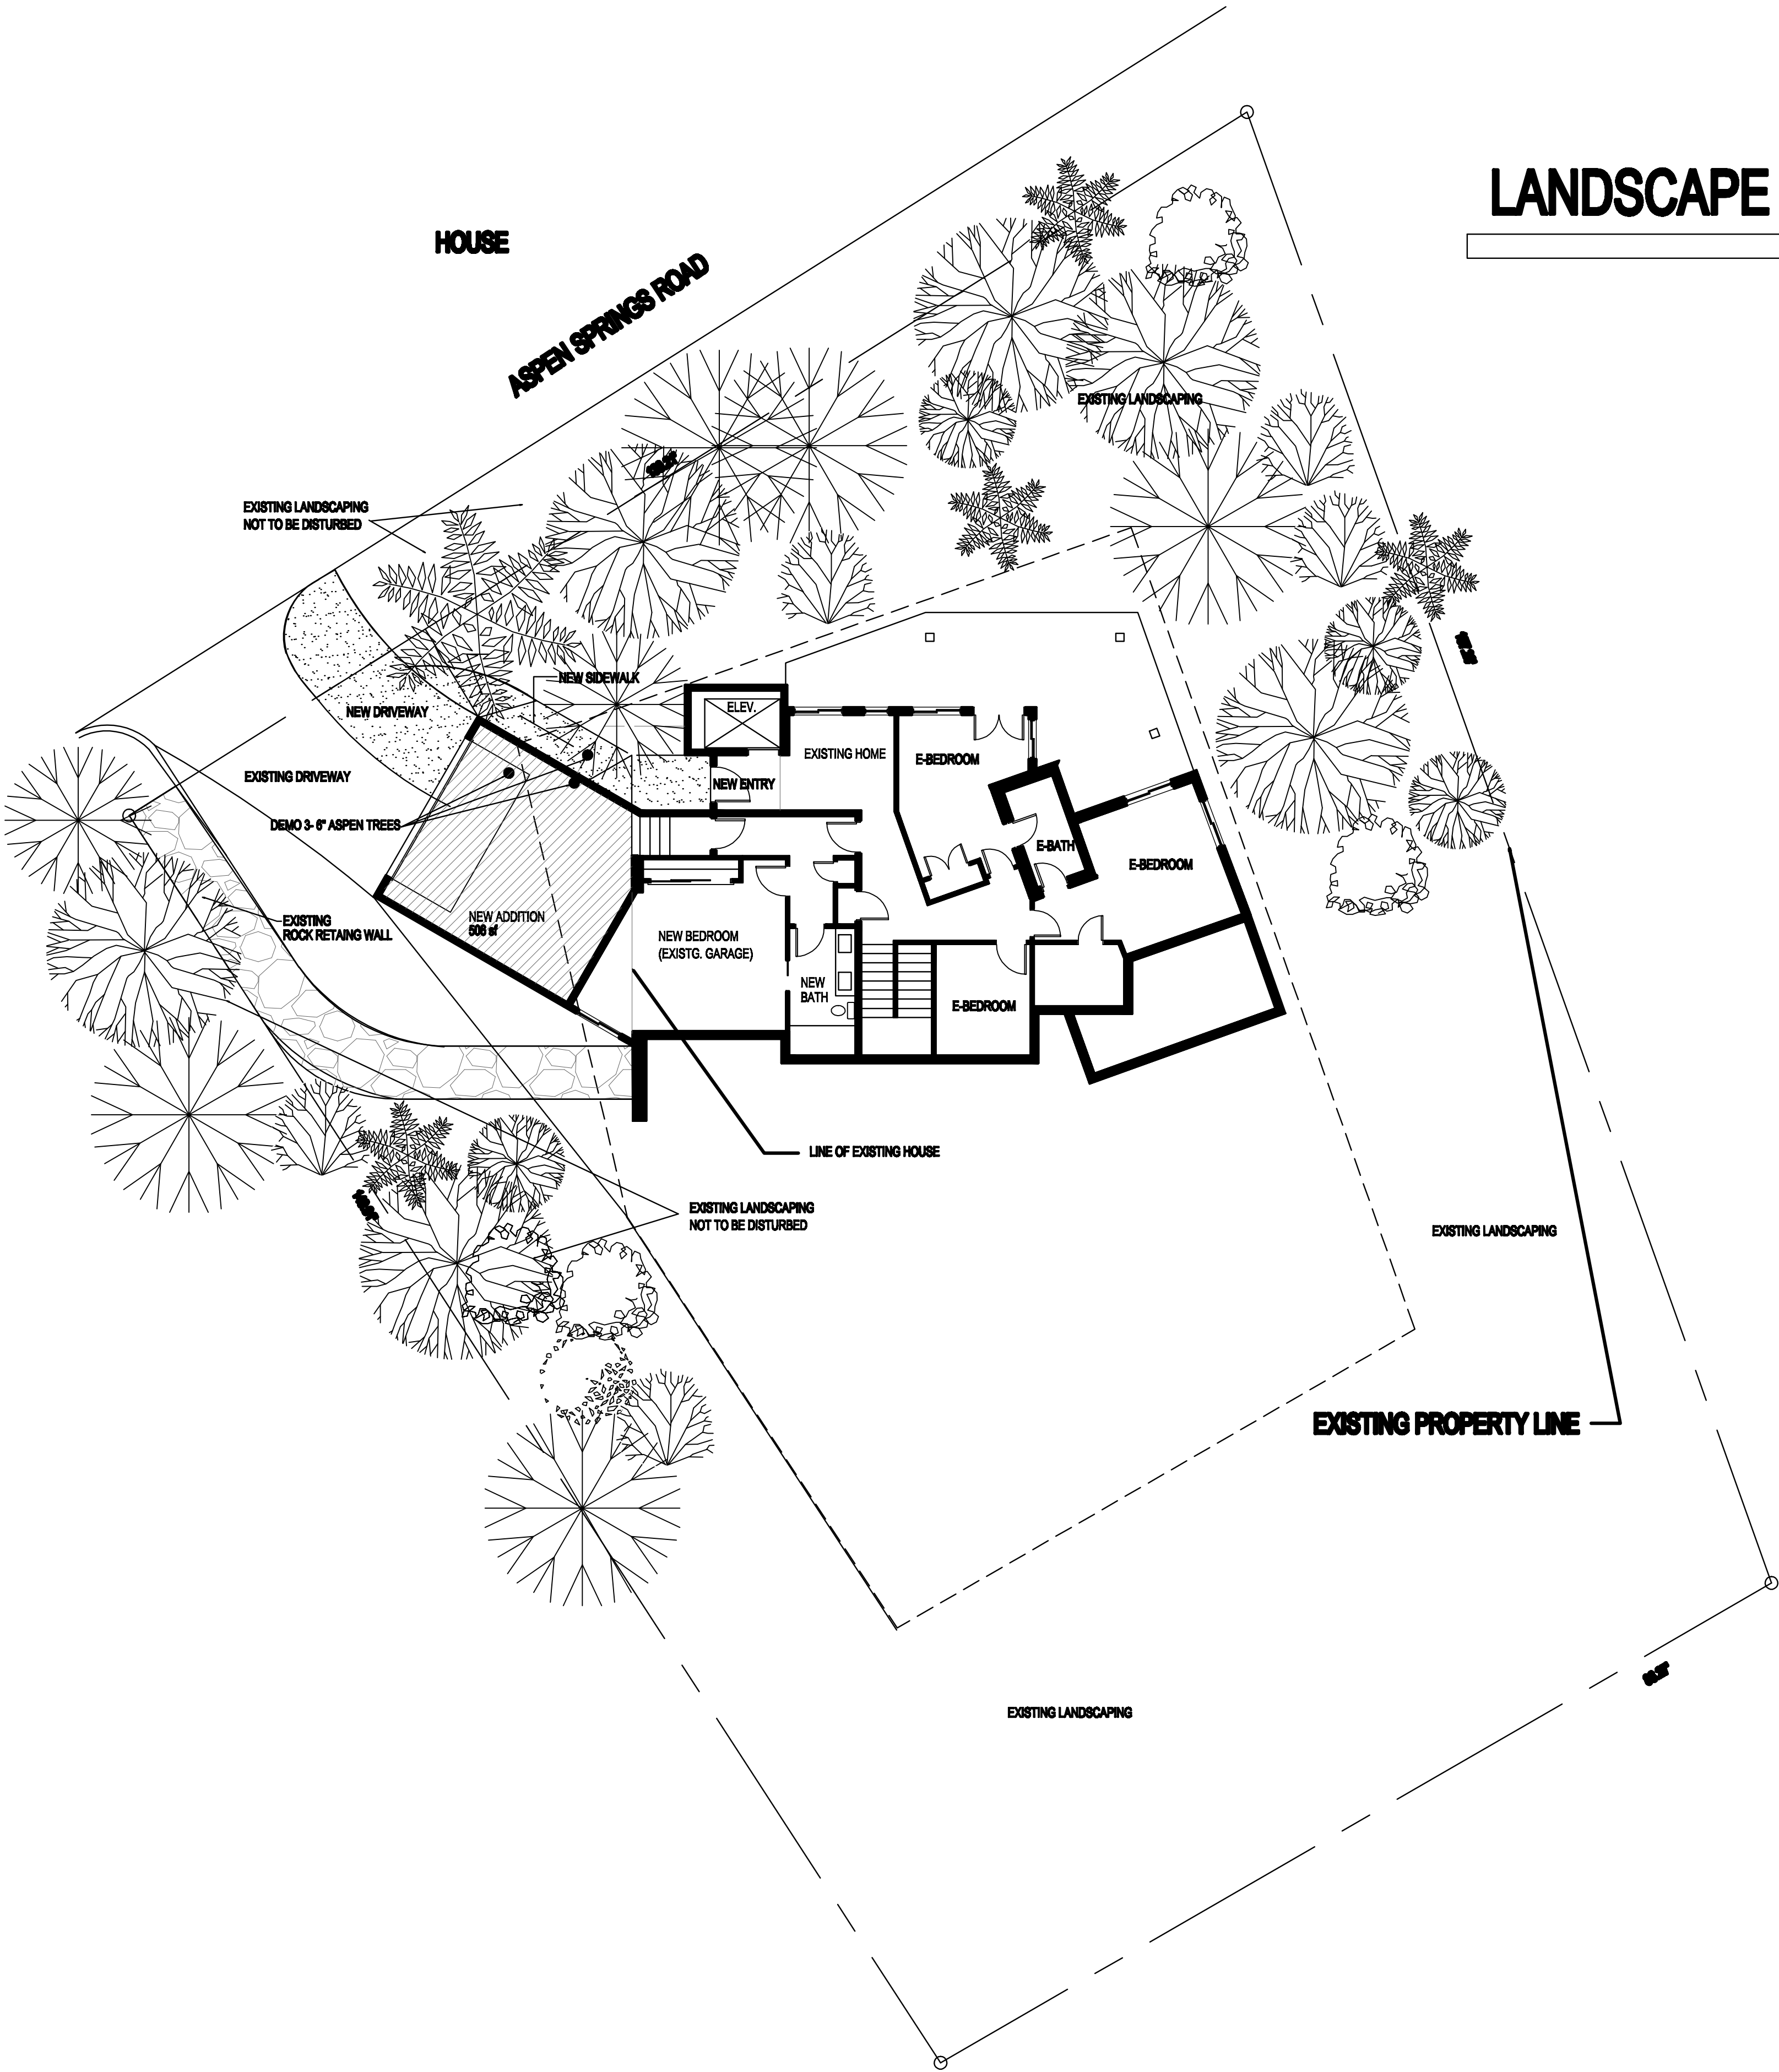 LANDSCAPE
HOUSE
ASPEN SPRINGS ROAD
EXISTING LANDSCAPING
EXISTING LANDSCAPING
NOT TO BE DISTURBED
NEW SIDEWALK
ELEV.
NEW DRIVEWAY
EXISTING HOME
E-BEDROOM
EXISTING DRIVEWAY
NEW ENTRY
DEMO 3- 6" ASPEN TREES
E-BATH
E-BEDROOM
EXISTING
ROCK RETAING WALL
NEW ADDITION
506 sf
NEW BEDROOM
(EXISTG. GARAGE)
NEW
BATH
E-BEDROOM
LINE OF EXISTING HOUSE
EXISTING LANDSCAPING
NOT TO BE DISTURBED
EXISTING LANDSCAPING
EXISTING PROPERTY LINE
EXISTING LANDSCAPING